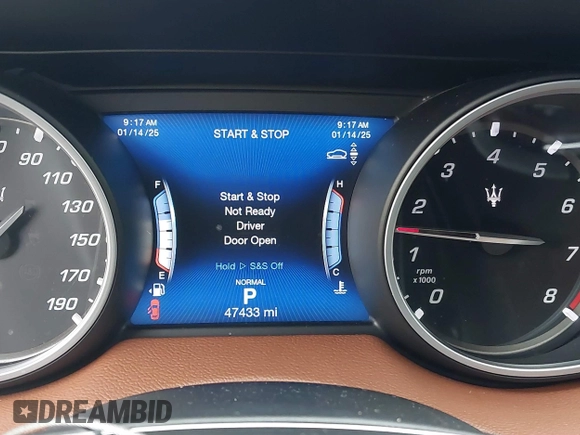 9:17 AM
01/14/25
START & STOP
9:17 AM
01/14/25
F
H
Start & Stop
Not Ready
Driver
Door Open
E
C
Hold ▷ S&S Off
NORMAL
P
47433 mi
90
110
130
150
170
190
0
1
2
3
4
5
6
7
8
rpm
x 1000
DREAMBID